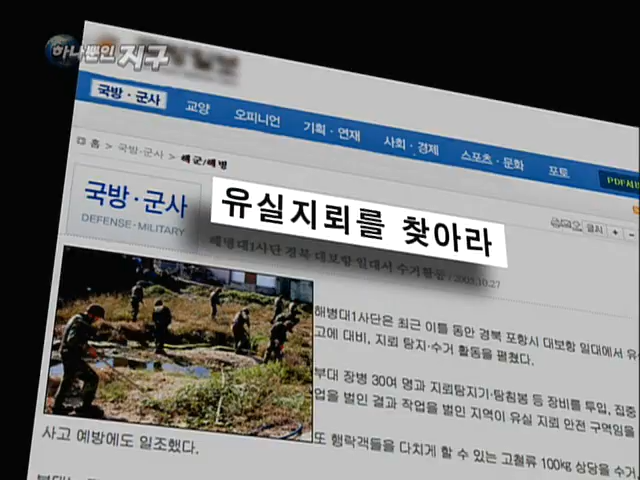 하나뿐인 지구
국방·군사 교양 오피니언 기획·연재 사회·경제 스포츠·문화 포토
홈 > 국방·군사 > 해군/해병
국방·군사
DEFENSE·MILITARY
유실지뢰를 찾아라
글씨 + -
해병대1사단 경북 대보항 일대서 수거활동 / 2005.10.27
해병대1사단은 최근 이틀 동안 경북 포항시 대보항 일대에서 유
고에 대비, 지뢰 탐지·수거 활동을 펼쳤다.
부대 장병 30여 명과 지뢰탐지기·탐침봉 등 장비를 투입, 집중
업을 벌인 결과 작업을 벌인 지역이 유실 지뢰 안전 구역임을
또 행락객들을 다치게 할 수 있는 고철류 100㎏ 상당을 수거
사고 예방에도 일조했다.